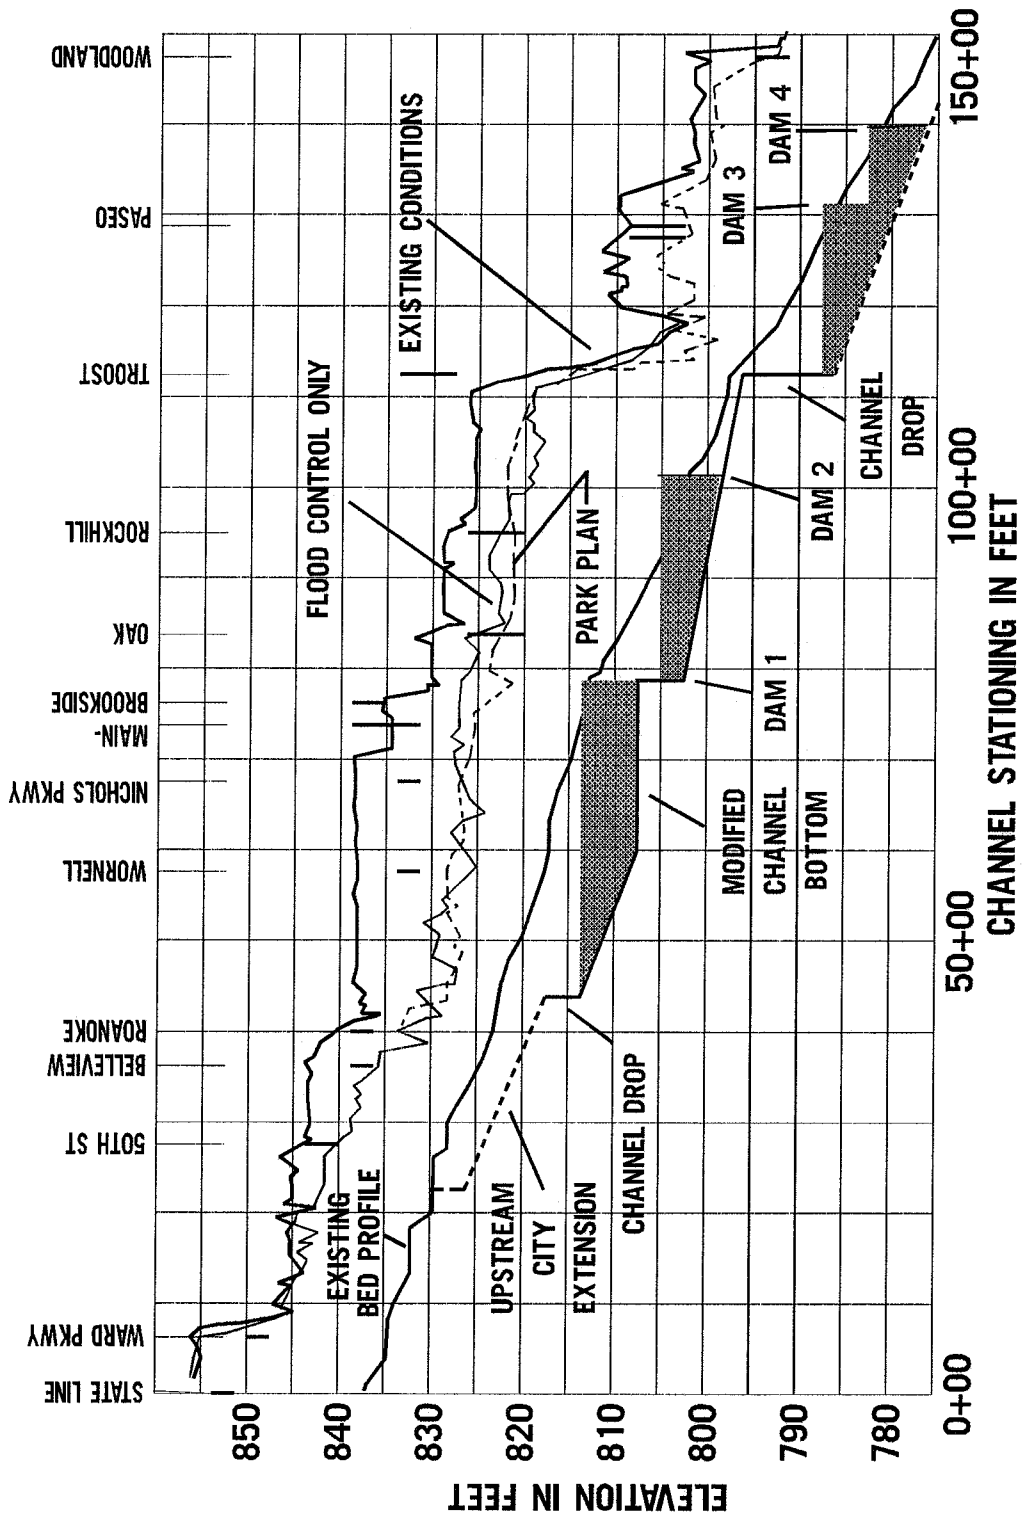 STATE LINE
WARD PKWY
50TH ST
BELLEVIEW
ROANOKE
WORNELL
NICHOLS PKWY
MAIN-
BROOKSIDE
OAK
ROCKHILL
TROOST
PASEO
WOODLAND
FLOOD CONTROL ONLY
EXISTING CONDITIONS
PARK PLAN
EXISTING
BED PROFILE
UPSTREAM
CITY
EXTENSION
CHANNEL DROP
MODIFIED
CHANNEL
BOTTOM
DAM 1
DAM 2
CHANNEL
DROP
DAM 3
DAM 4
ELEVATION IN FEET
850
840
830
820
810
800
790
780
0+00
50+00
100+00
150+00
CHANNEL STATIONING IN FEET